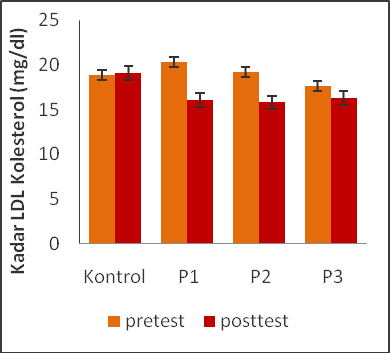 Kadar LDL Kolesterol (mg/dl)
25
20
15
10
5
0
Kontrol P1 P2 P3
pretest posttest